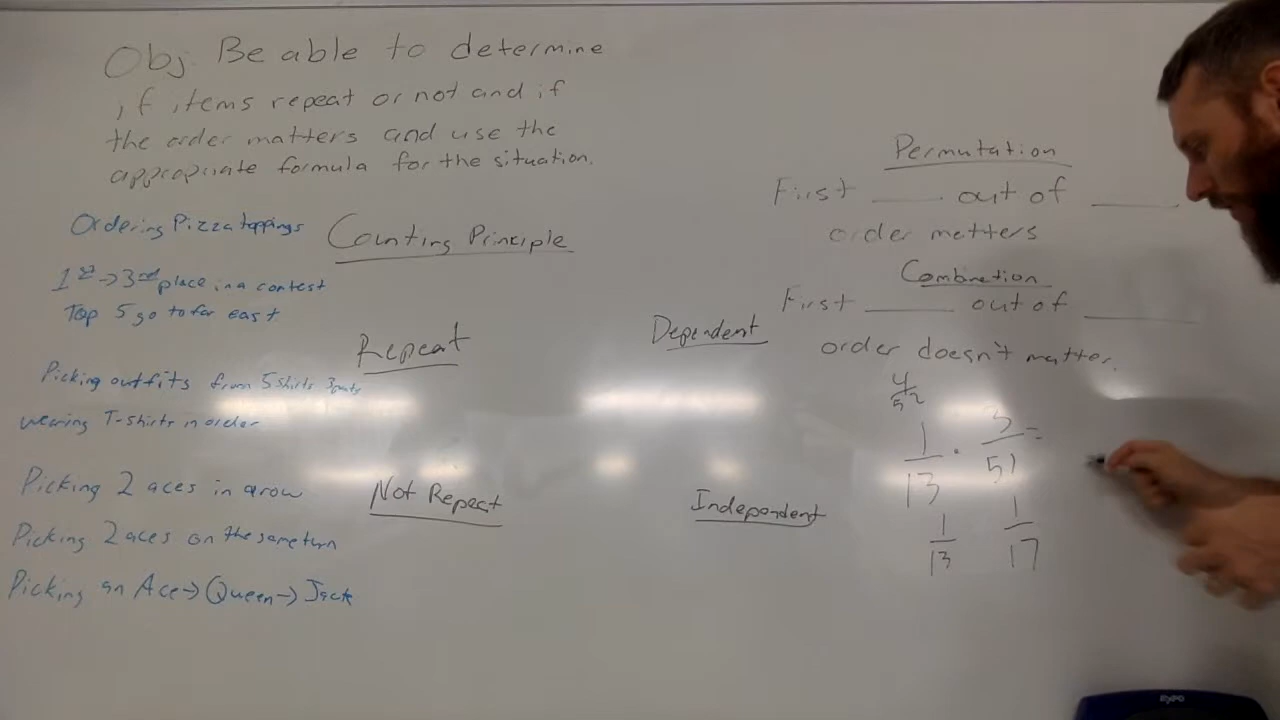 Obj: Be able to determine
if items repeat or not and if
the order matters and use the
appropriate formula for the situation.
Ordering Pizza toppings
1st → 3rd place in a contest
Top 5 go to far east
Picking outfits from 5 shirts 3 pants
wearing T-shirts in order
Picking 2 aces in a row
Picking 2 aces on the same turn
Picking an Ace → Queen → Jack
Counting Principle
Repeat
Not Repeat
Dependent
Independent
Permutation
First ____ out of ____
order matters
Combination
First ____ out of ____
order doesn't matter.
4/52
1/13 · 3/51 =
1/13 1/17
EXPO